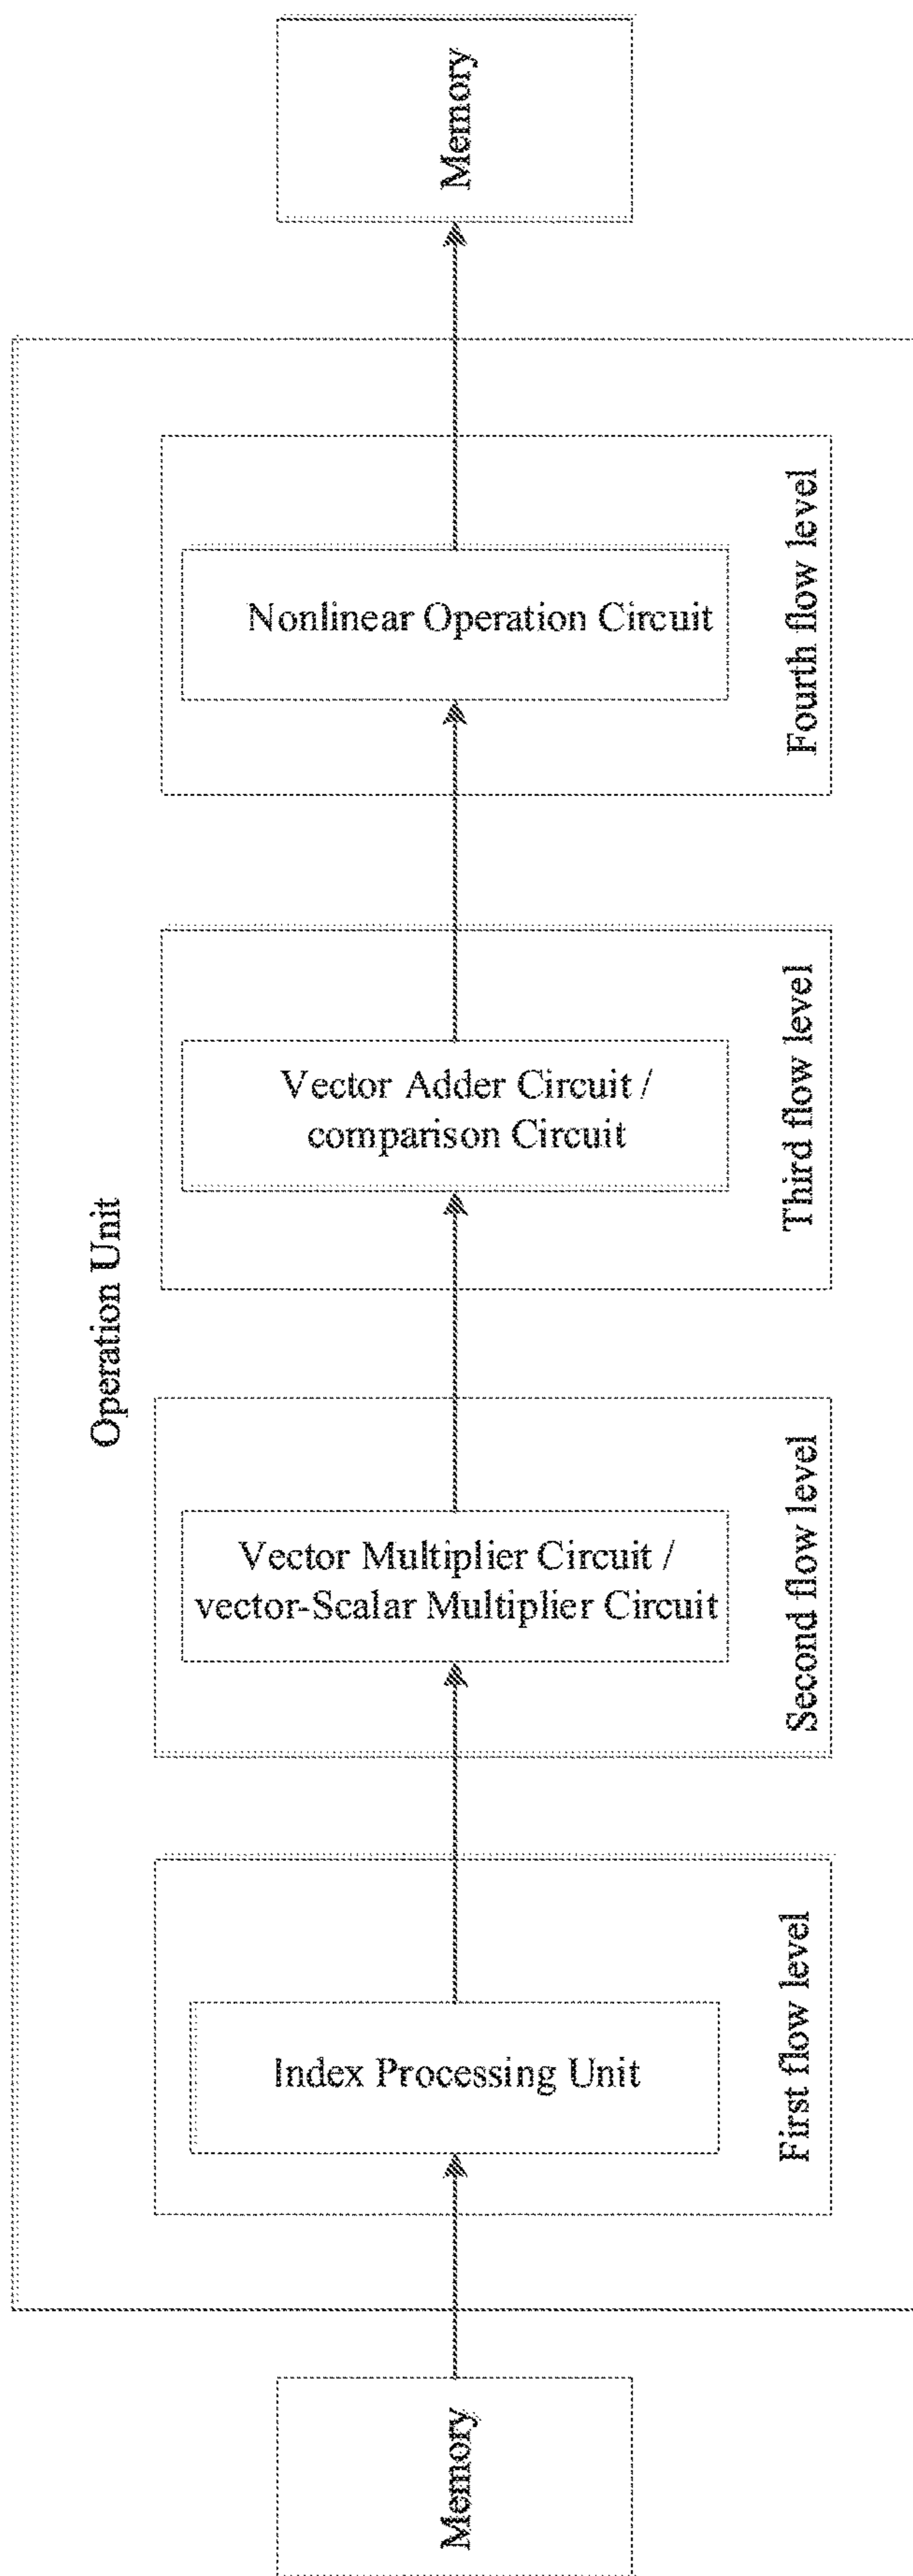 Memory
Operation Unit
Nonlinear Operation Circuit
Fourth flow level
Vector Adder Circuit /
comparison Circuit
Third flow level
Vector Multiplier Circuit /
vector-Scalar Multiplier Circuit
Second flow level
Index Processing Unit
First flow level
Memory